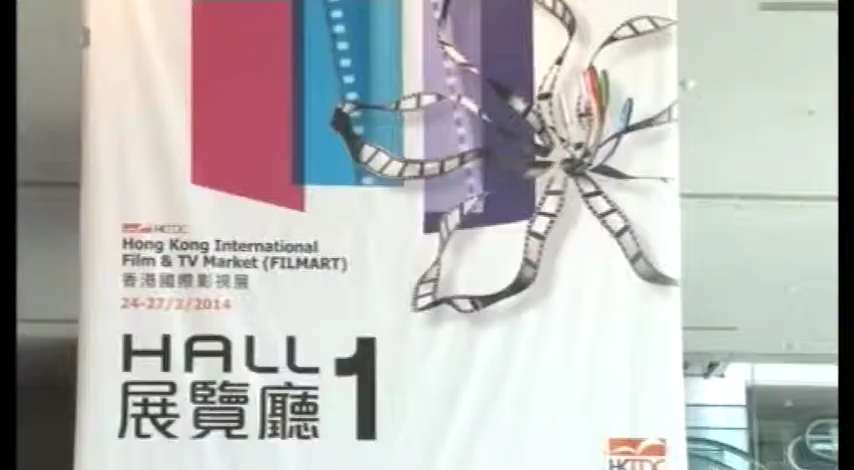 HKTDC
Hong Kong International
Film & TV Market (FILMART)
香港國際影視展
24-27/3/2014
HALL 1
展覽廳
HKTDC